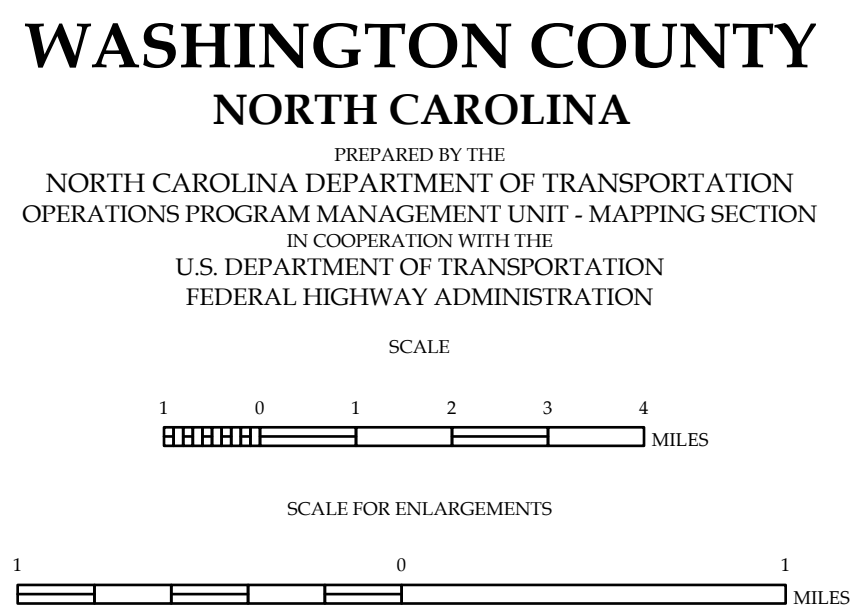 WASHINGTON COUNTY
NORTH CAROLINA
PREPARED BY THE
NORTH CAROLINA DEPARTMENT OF TRANSPORTATION
OPERATIONS PROGRAM MANAGEMENT UNIT - MAPPING SECTION
IN COOPERATION WITH THE
U.S. DEPARTMENT OF TRANSPORTATION
FEDERAL HIGHWAY ADMINISTRATION
SCALE
1 0 1 2 3 4
MILES
SCALE FOR ENLARGEMENTS
1 0 1
MILES